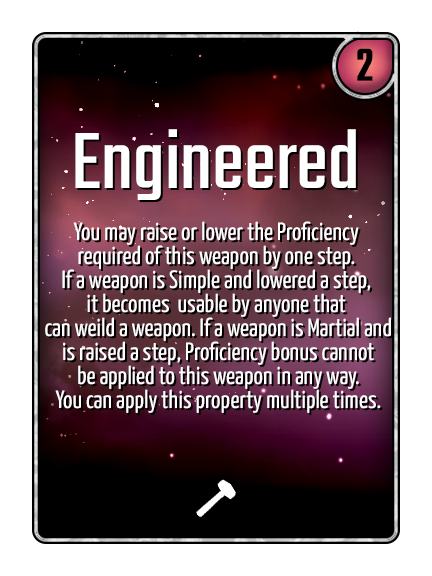 2
Engineered
You may raise or lower the Proficiency
required of this weapon by one step.
If a weapon is Simple and lowered a step,
it becomes usable by anyone that
can weild a weapon. If a weapon is Martial and
is raised a step, Proficiency bonus cannot
be applied to this weapon in any way.
You can apply this property multiple times.